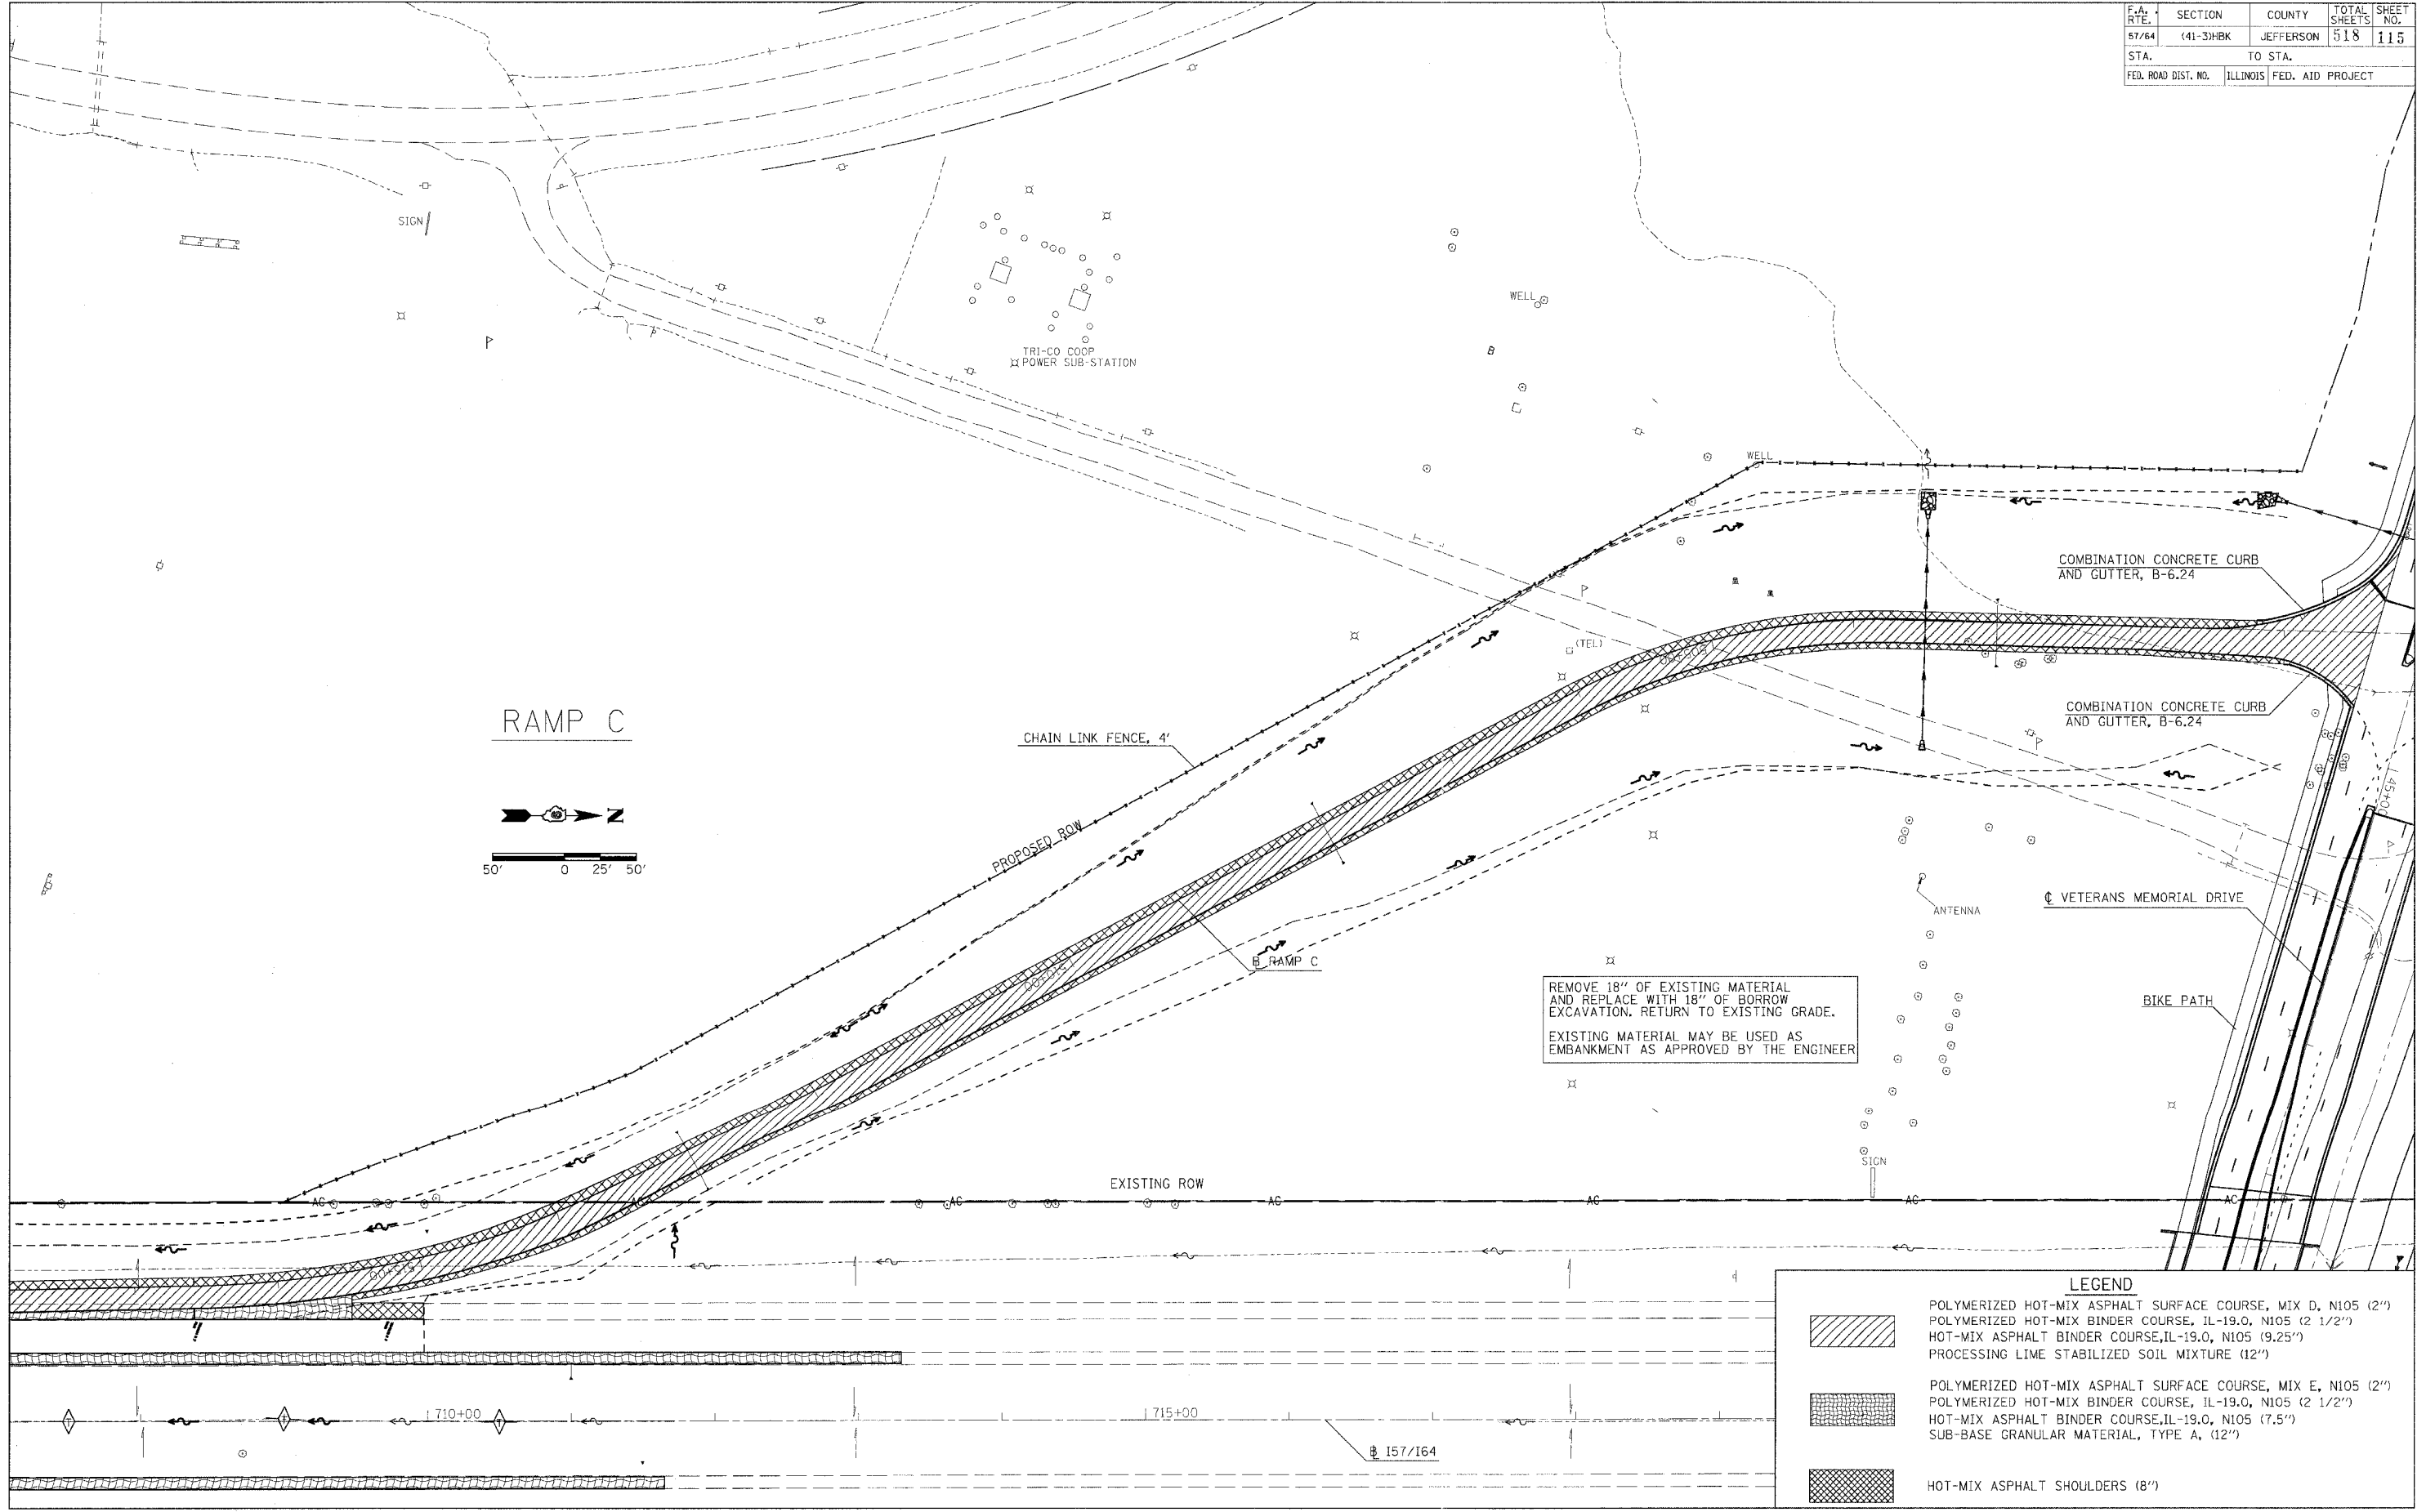 F.A. RTE. SECTION COUNTY TOTAL SHEETS SHEET NO.
57/64 (41-3)HBK JEFFERSON 518 115
STA. TO STA.
FED. ROAD DIST. NO. ILLINOIS FED. AID PROJECT
SIGN
TRI-CO COOP
POWER SUB-STATION
WELL
WELL
COMBINATION CONCRETE CURB
AND GUTTER, B-6.24
(TEL)
505+00
RAMP C
COMBINATION CONCRETE CURB
AND GUTTER, B-6.24
CHAIN LINK FENCE, 4'
N
50' 0 25' 50'
PROPOSED ROW
45+00
℄ VETERANS MEMORIAL DRIVE
ANTENNA
B RAMP C
510+00
REMOVE 18" OF EXISTING MATERIAL
AND REPLACE WITH 18" OF BORROW
EXCAVATION. RETURN TO EXISTING GRADE.
EXISTING MATERIAL MAY BE USED AS
EMBANKMENT AS APPROVED BY THE ENGINEER
BIKE PATH
SIGN
EXISTING ROW
AC AC AC AC AC AC AC
515+00
LEGEND
POLYMERIZED HOT-MIX ASPHALT SURFACE COURSE, MIX D, N105 (2")
POLYMERIZED HOT-MIX BINDER COURSE, IL-19.0, N105 (2 1/2")
HOT-MIX ASPHALT BINDER COURSE,IL-19.0, N105 (9.25")
PROCESSING LIME STABILIZED SOIL MIXTURE (12")
POLYMERIZED HOT-MIX ASPHALT SURFACE COURSE, MIX E, N105 (2")
POLYMERIZED HOT-MIX BINDER COURSE, IL-19.0, N105 (2 1/2")
HOT-MIX ASPHALT BINDER COURSE,IL-19.0, N105 (7.5")
SUB-BASE GRANULAR MATERIAL, TYPE A, (12")
HOT-MIX ASPHALT SHOULDERS (8")
710+00
715+00
℄ I57/I64